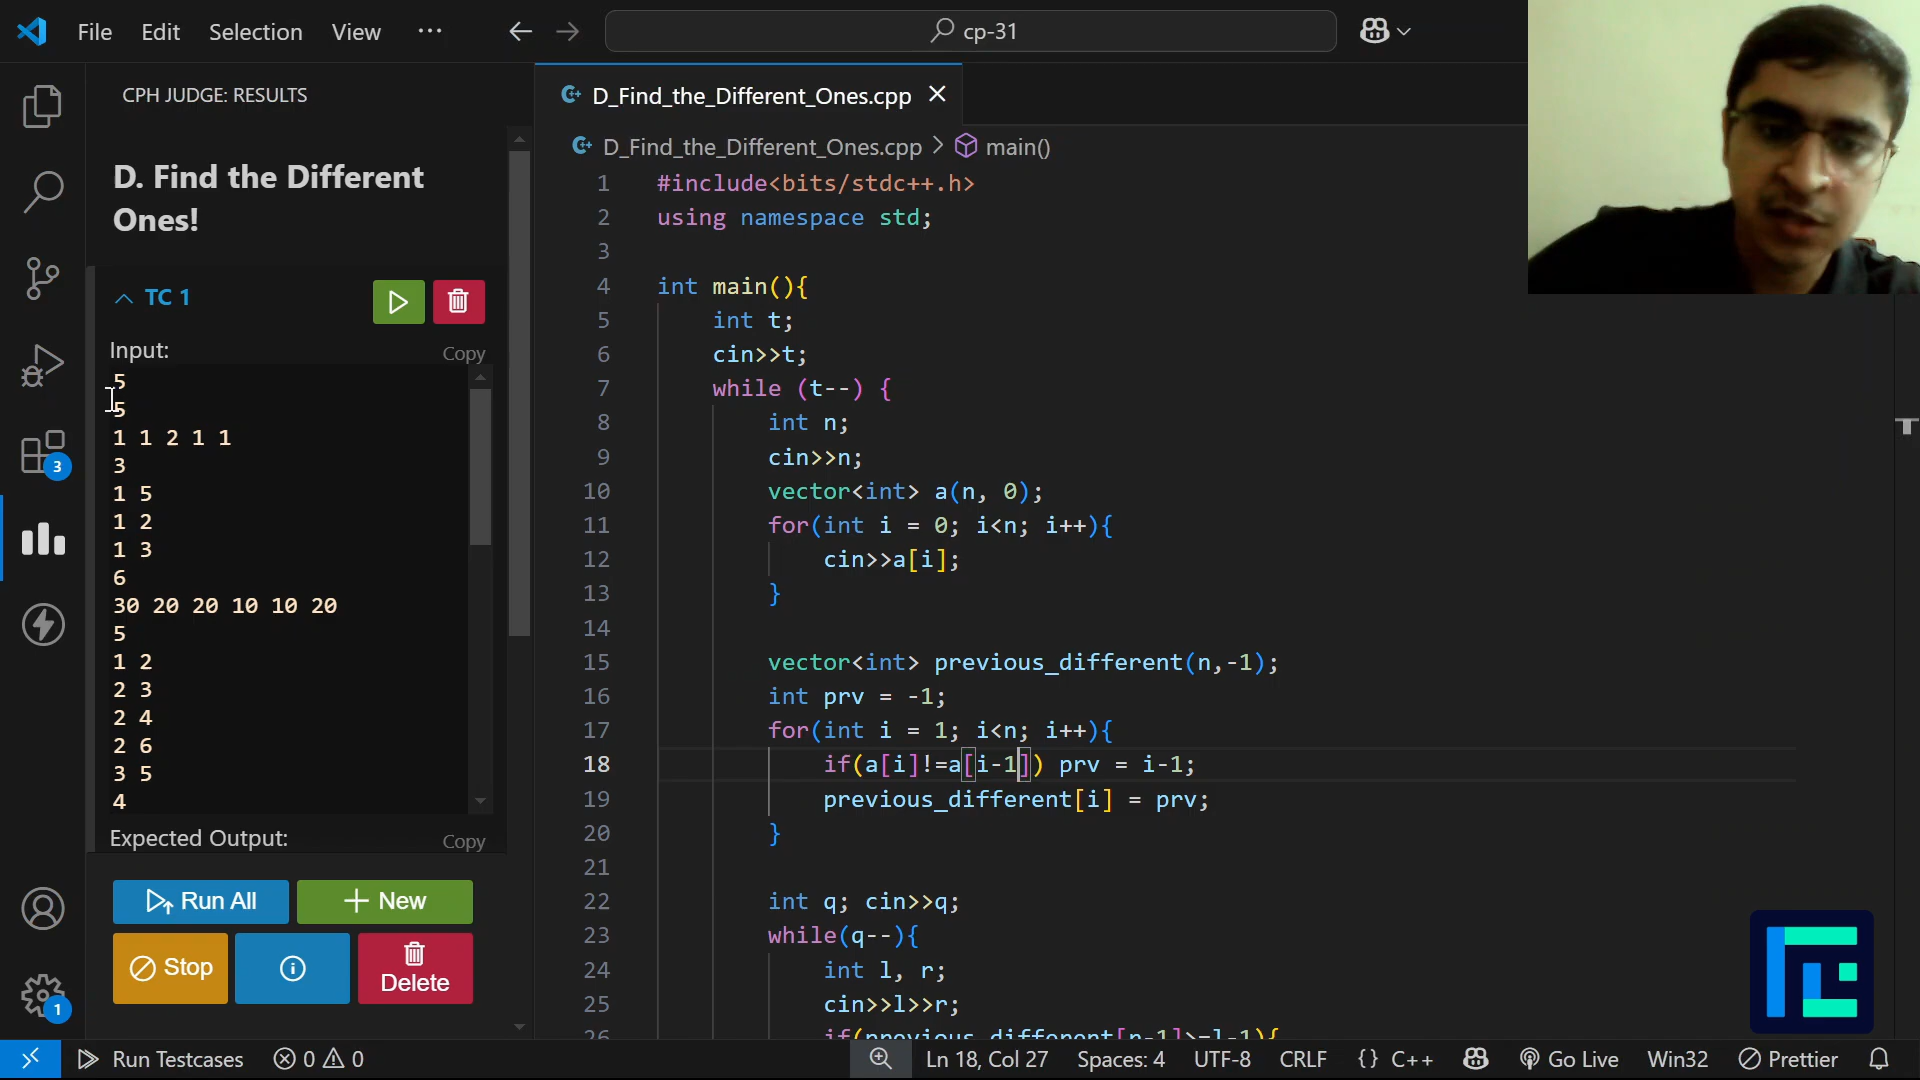 File Edit Selection View ···
cp-31
CPH JUDGE: RESULTS
D_Find_the_Different_Ones.cpp
D_Find_the_Different_Ones.cpp > main()
D. Find the Different
Ones!
TC 1
Input:
Copy
5
5
1 1 2 1 1
3
1 5
1 2
1 3
6
30 20 20 10 10 20
5
1 2
2 3
2 4
2 6
3 5
4
Expected Output:
Copy
Run All
New
Stop
Delete
3
1
1 #include<bits/stdc++.h>
2 using namespace std;
3
4 int main(){
5 int t;
6 cin>>t;
7 while (t--) {
8 int n;
9 cin>>n;
10 vector<int> a(n, 0);
11 for(int i = 0; i<n; i++){
12 cin>>a[i];
13 }
14
15 vector<int> previous_different(n,-1);
16 int prv = -1;
17 for(int i = 1; i<n; i++){
18 if(a[i]!=a[i-1]) prv = i-1;
19 previous_different[i] = prv;
20 }
21
22 int q; cin>>q;
23 while(q--){
24 int l, r;
25 cin>>l>>r;
26 if(previous_different[r-1]>=l-1){
Run Testcases
0 0
Ln 18, Col 27
Spaces: 4
UTF-8
CRLF
{} C++
Go Live
Win32
Prettier